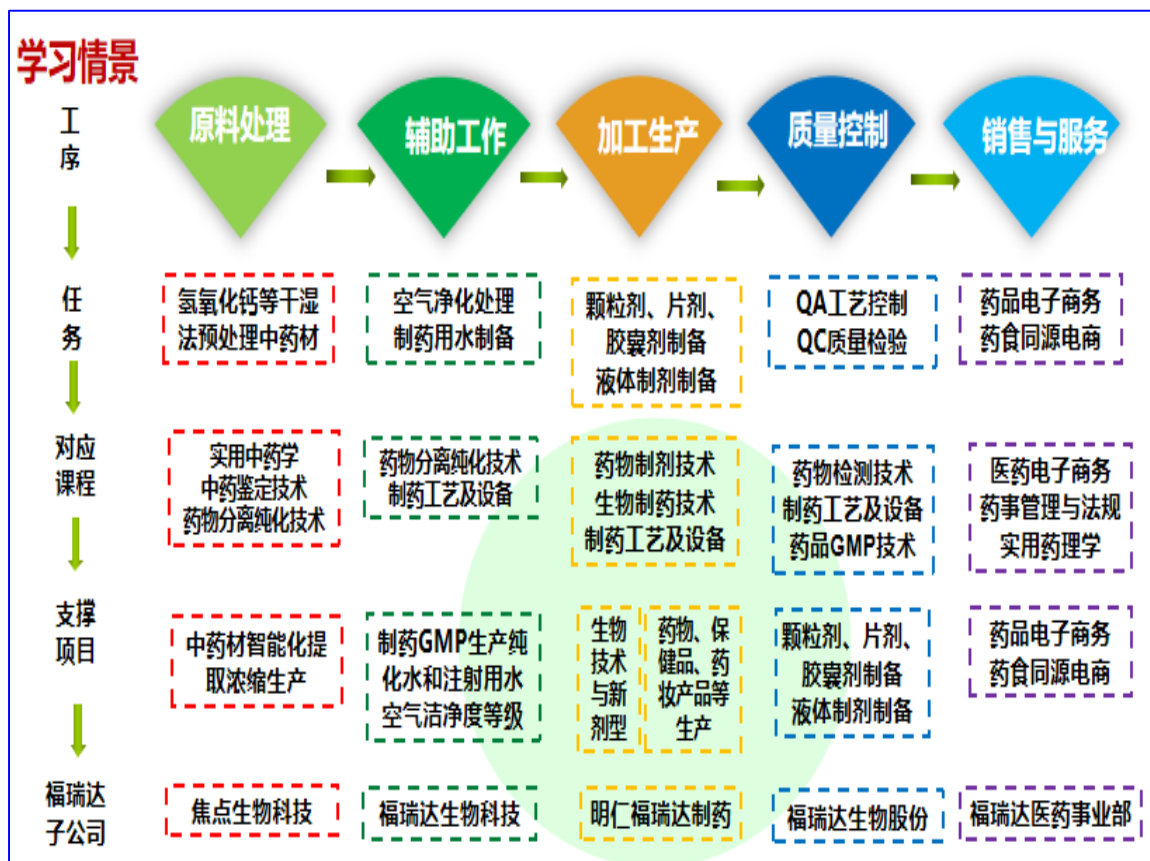 学习情景
工
序
原料处理
辅助工作
加工生产
质量控制
销售与服务
任
务
氢氧化钙等干湿
法预处理中药材
空气净化处理
制药用水制备
颗粒剂、片剂、
胶囊剂制备
液体制剂制备
QA工艺控制
QC质量检验
药品电子商务
药食同源电商
对应
课程
实用中药学
中药鉴定技术
药物分离纯化技术
药物分离纯化技术
制药工艺及设备
药物制剂技术
生物制药技术
制药工艺及设备
药物检测技术
制药工艺及设备
药品GMP技术
医药电子商务
药事管理与法规
实用药理学
支撑
项目
中药材智能化提
取浓缩生产
制药GMP生产纯
化水和注射用水
空气洁净度等级
生物
技术
与新
剂型
药物、保
健品、药
妆产品等
生产
颗粒剂、片剂、
胶囊剂制备
液体制剂制备
药品电子商务
药食同源电商
福瑞达
子公司
焦点生物科技
福瑞达生物科技
明仁福瑞达制药
福瑞达生物股份
福瑞达医药事业部